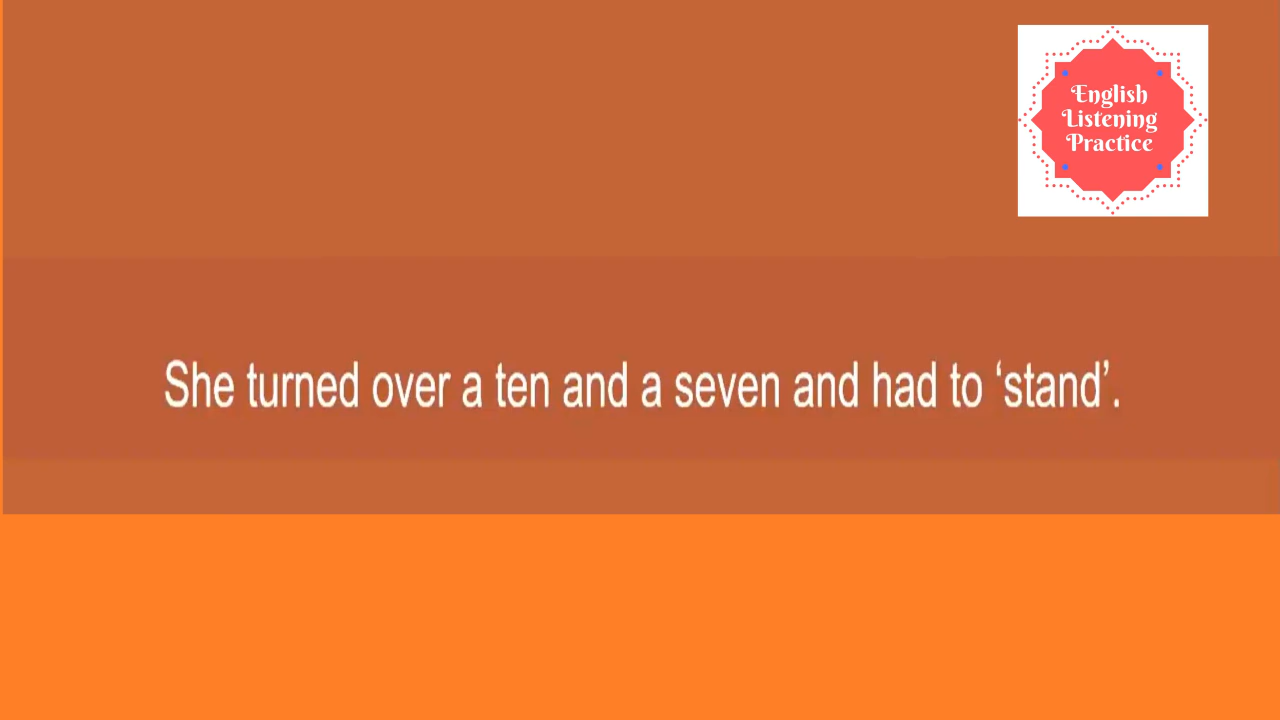 English
Listening
Practice
She turned over a ten and a seven and had to ‘stand’.